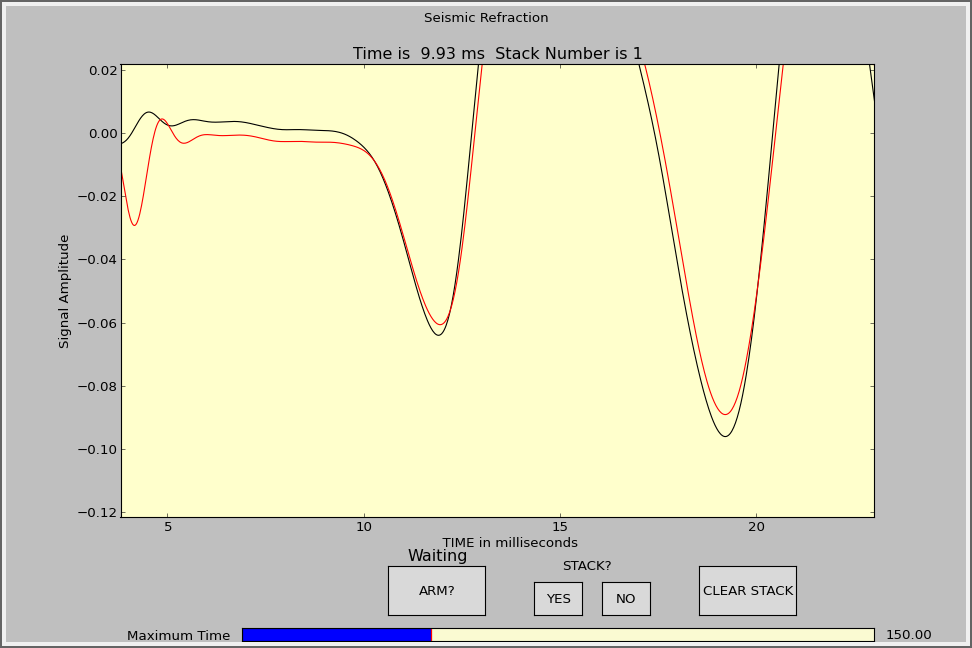 Seismic Refraction
Time is  9.93 ms  Stack Number is 1
0.02
0.00
−0.02
−0.04
−0.06
−0.08
−0.10
−0.12
Signal Amplitude
5 10 15 20
TIME in milliseconds
Waiting
STACK?
ARM?
YES
NO
CLEAR STACK
Maximum Time 150.00